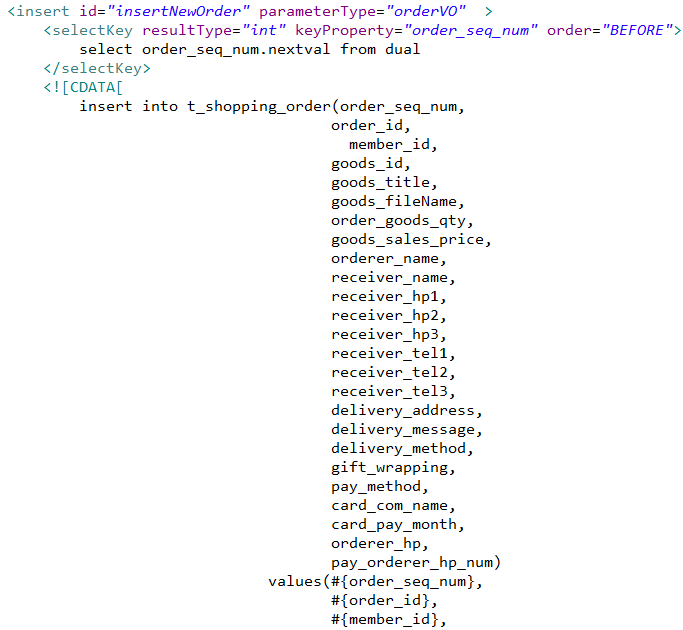 <insert id="insertNewOrder" parameterType="orderVO"  >
    <selectKey resultType="int" keyProperty="order_seq_num" order="BEFORE">
        select order_seq_num.nextval from dual
    </selectKey>
    <![CDATA[
        insert into t_shopping_order(order_seq_num,
                                    order_id,
                                      member_id,
                                    goods_id,
                                    goods_title,
                                    goods_fileName,
                                    order_goods_qty,
                                    goods_sales_price,
                                    orderer_name,
                                    receiver_name,
                                    receiver_hp1,
                                    receiver_hp2,
                                    receiver_hp3,
                                    receiver_tel1,
                                    receiver_tel2,
                                    receiver_tel3,
                                    delivery_address,
                                    delivery_message,
                                    delivery_method,
                                    gift_wrapping,
                                    pay_method,
                                    card_com_name,
                                    card_pay_month,
                                    orderer_hp,
                                    pay_orderer_hp_num)
                             values(#{order_seq_num},
                                    #{order_id},
                                    #{member_id},